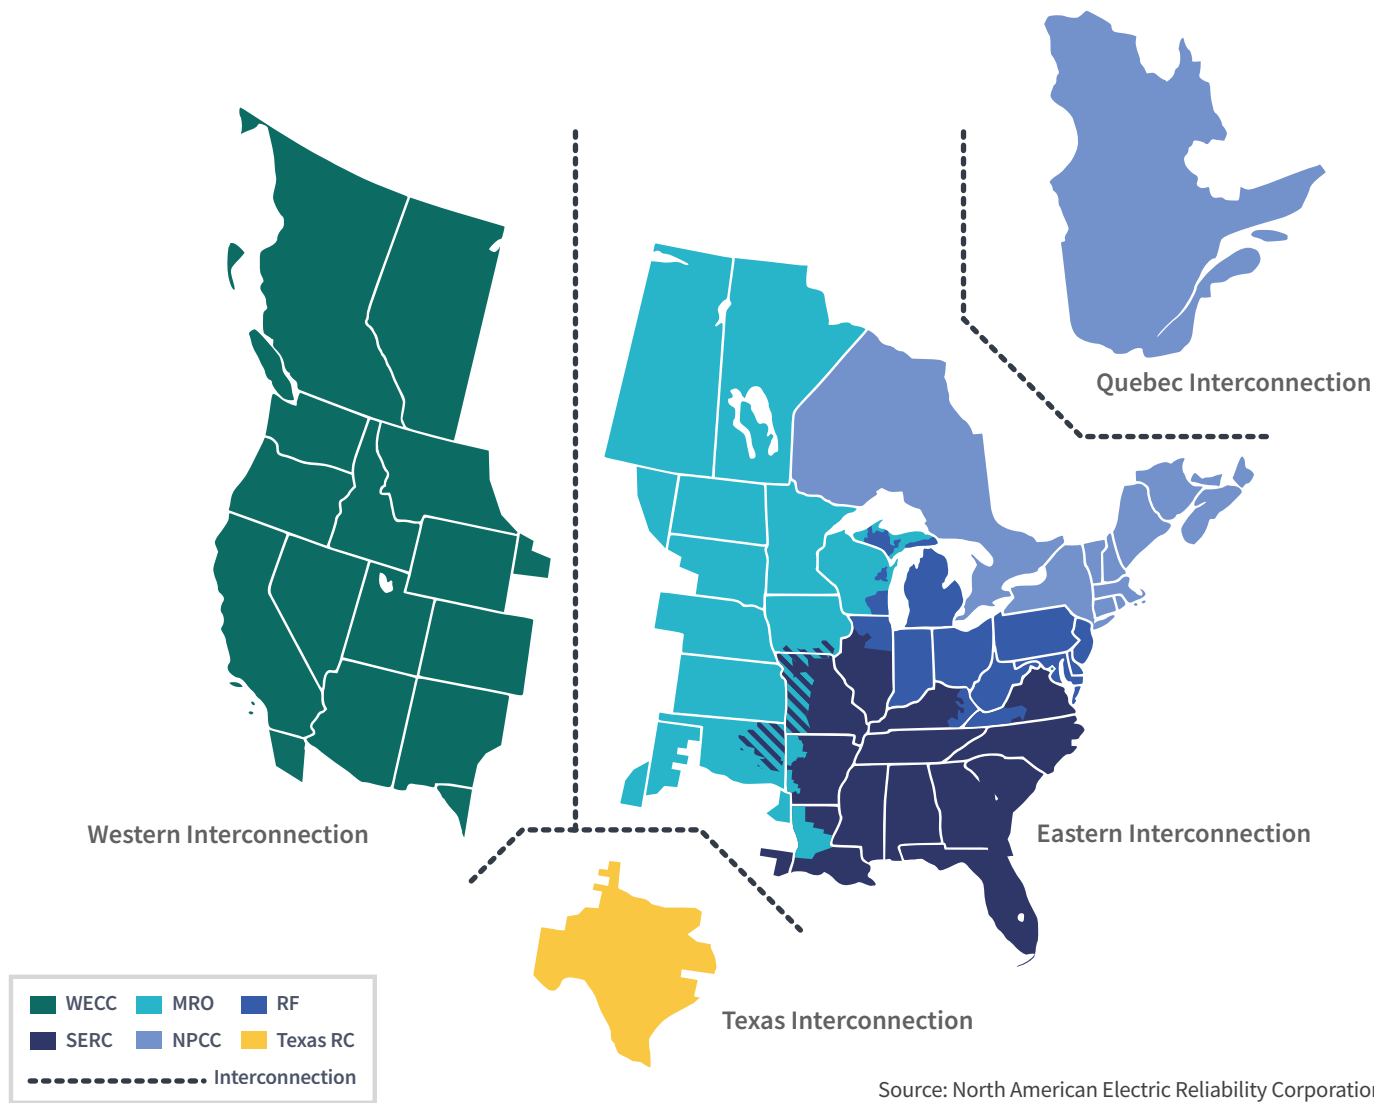 Quebec Interconnection
Western Interconnection
Eastern Interconnection
Texas Interconnection
WECC MRO RF
SERC NPCC Texas RC
Interconnection
Source: North American Electric Reliability Corporation